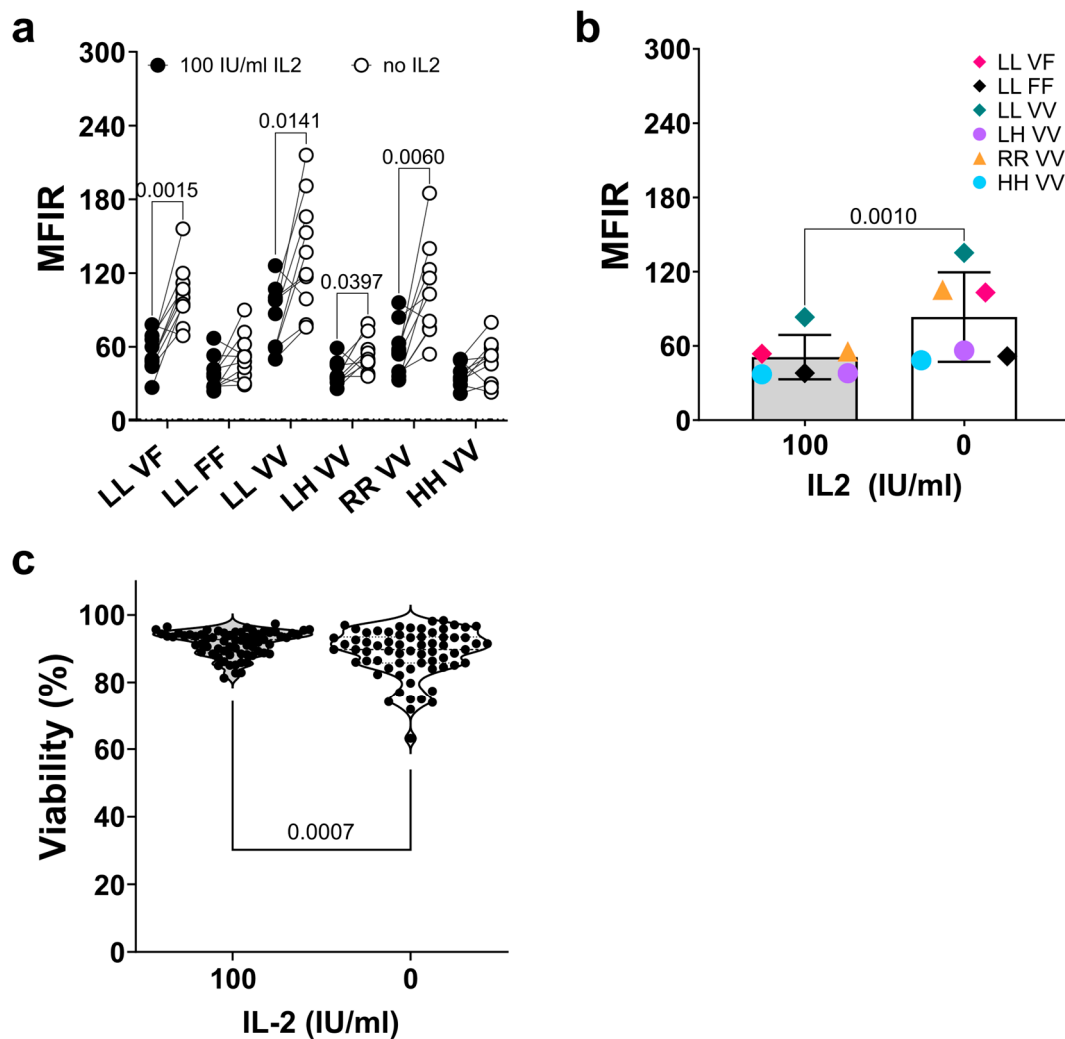 a
MFIR
300
240
180
120
60
0
100 IU/ml IL2
no IL2
0.0015
0.0141
0.0397
0.0060
LL VF
LL FF
LL VV
LH VV
RR VV
HH VV
b
MFIR
300
240
180
120
60
0
LL VF
LL FF
LL VV
LH VV
RR VV
HH VV
0.0010
100
0
IL2 (IU/ml)
c
Viability (%)
100
80
60
40
20
0
0.0007
100
0
IL-2 (IU/ml)